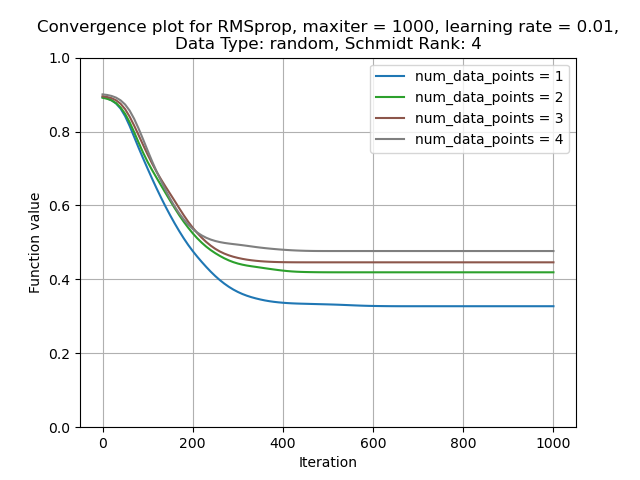 Convergence plot for RMSprop, maxiter = 1000, learning rate = 0.01,
Data Type: random, Schmidt Rank: 4
1.0
0.8
0.6
0.4
0.2
0.0
Function value
num_data_points = 1
num_data_points = 2
num_data_points = 3
num_data_points = 4
0 200 400 600 800 1000
Iteration